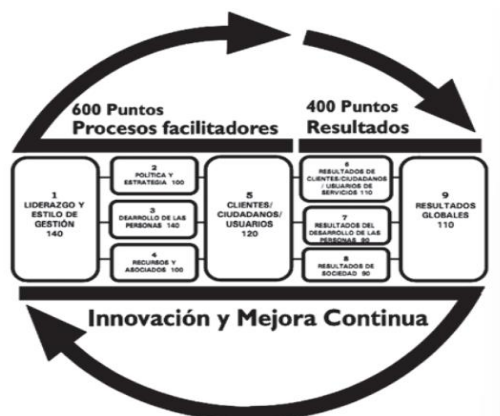 600 Puntos
Procesos facilitadores
400 Puntos
Resultados
1
LIDERAZGO Y
ESTILO DE
GESTIÓN
140
2
POLÍTICA Y
ESTRATEGIA 100
3
DEARROLLO DE LAS
PERSONAS 140
4
RECURSOS Y
ASOCIADOS 100
5
CLIENTES/
CIUDADANOS/
USUARIOS
120
6
RESULTADOS DE
CLIENTES/CIUDADANOS
/ USUARIOS DE
SERVICIOS 110
7
RESULTADOS DEL
DESARROLLO DE LAS
PERSONAS 90
8
RESULTADOS DE
SOCIEDAD 90
9
RESULTADOS
GLOBALES
110
Innovación y Mejora Continua